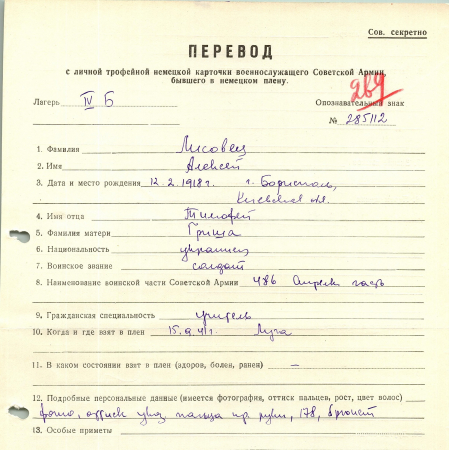 Сов. секретно
ПЕРЕВОД
с личной трофейной немецкой карточки военнослужащего Советской Армии,
бывшего в немецком плену.
269
Лагерь IV Б
Опознавательный знак
№ 285112
1. Фамилия Лисовец
2. Имя Алексей
3. Дата и место рождения 12.2.1918г. г. Борисполь,
Киевская
4. Имя отца Тимофей
5. Фамилия матери Гриша
6. Национальность украинец
7. Воинское звание солдат
8. Наименование воинской части Советской Армии 486 часть
9. Гражданская специальность учитель
10. Когда и где взят в плен 15.9.41г. Луга
11. В каком состоянии взят в плен (здоров, болен, ранен) –
12. Подробные персональные данные (имеется фотография, оттиск пальцев, рост, цвет волос)
фото, оттиск указ. пальца пр. руки, 178, брюнет
13. Особые приметы